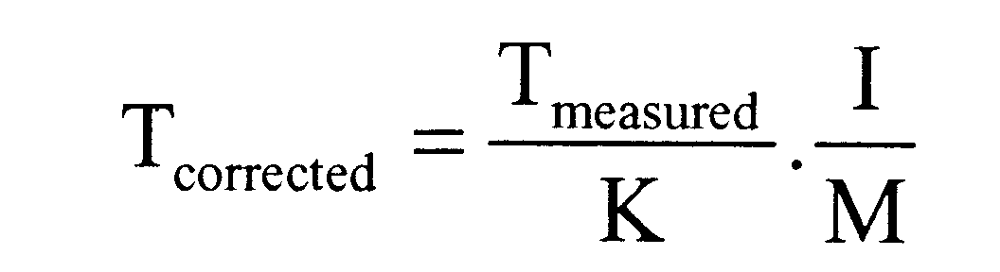 T_corrected = T_measured / K . I / M